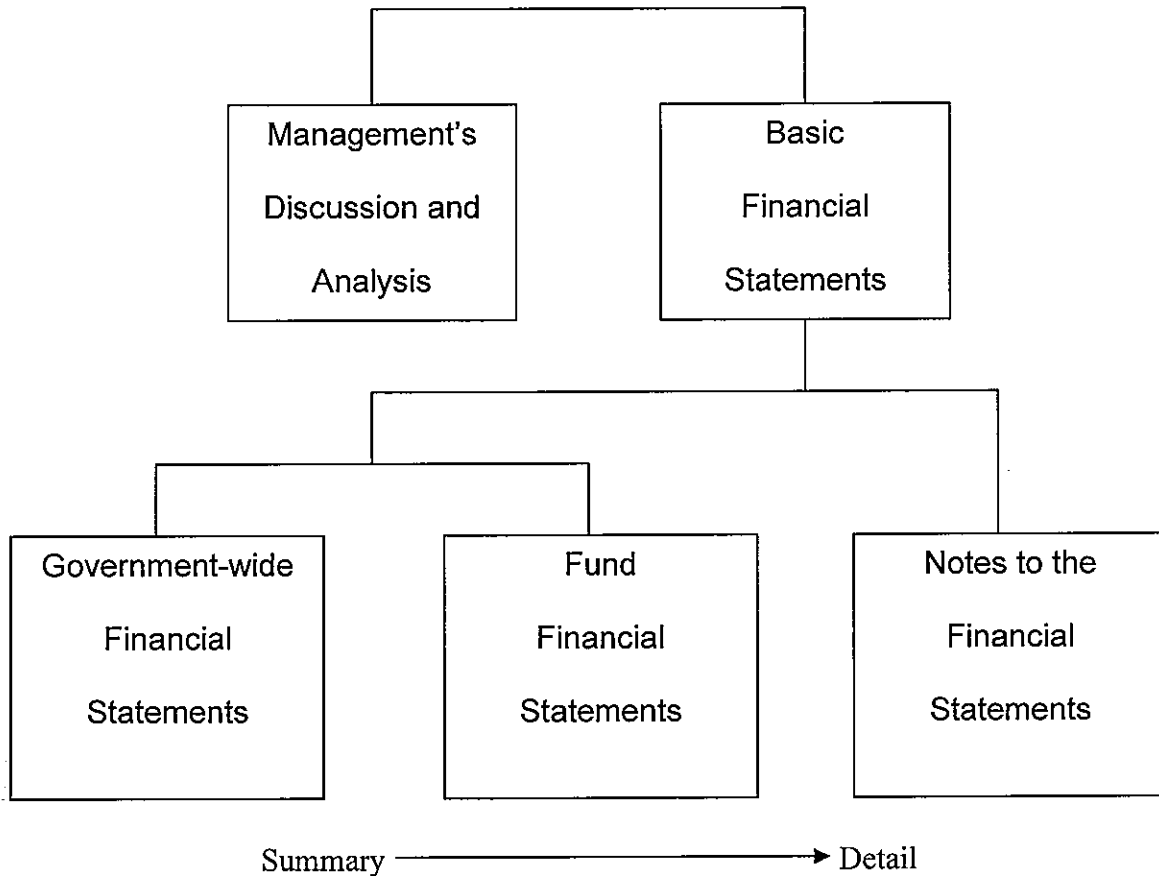 Management's
Discussion and
Analysis
Basic
Financial
Statements
Government-wide
Financial
Statements
Fund
Financial
Statements
Notes to the
Financial
Statements
Summary Detail